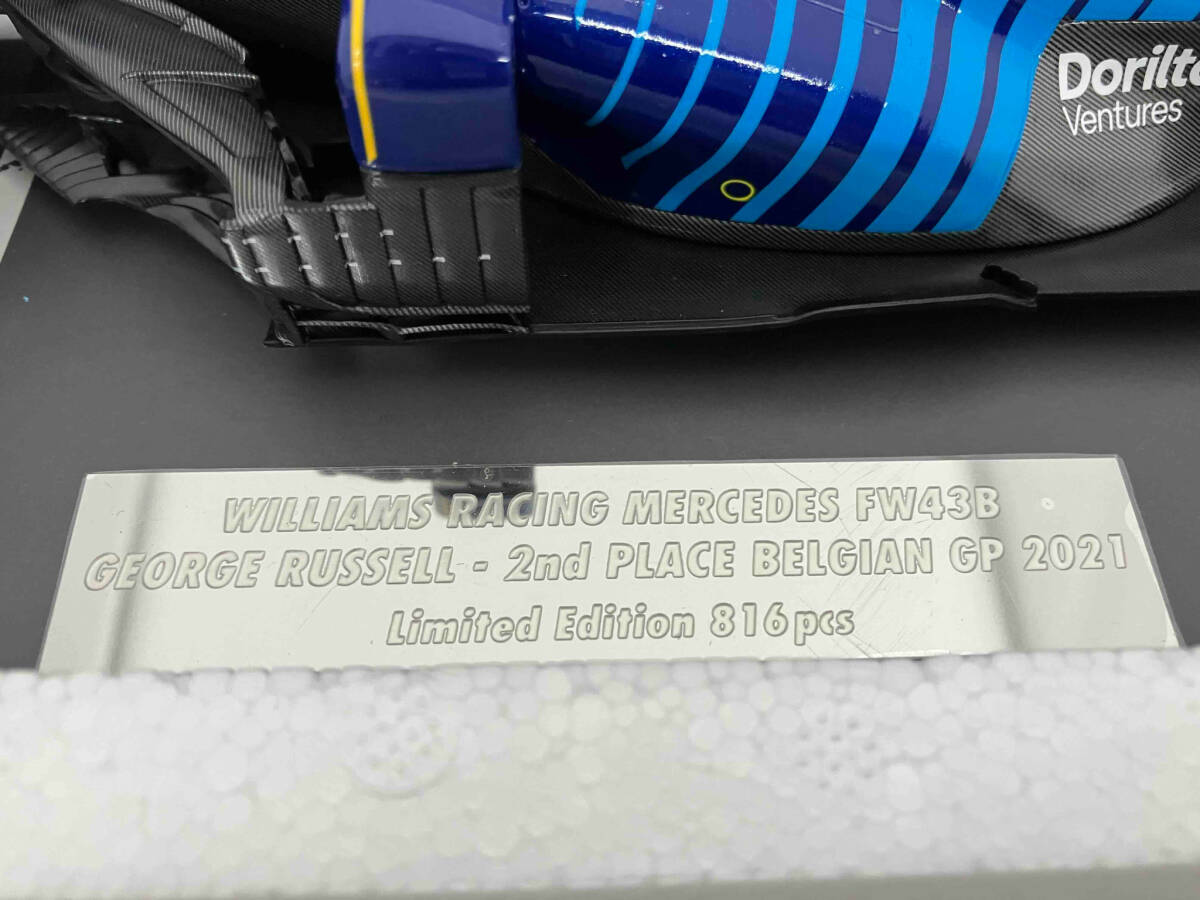 Dorilto
Ventures
WILLIAMS RACING MERCEDES FW43B
GEORGE RUSSELL - 2nd PLACE BELGIAN GP 2021
Limited Edition 816pcs